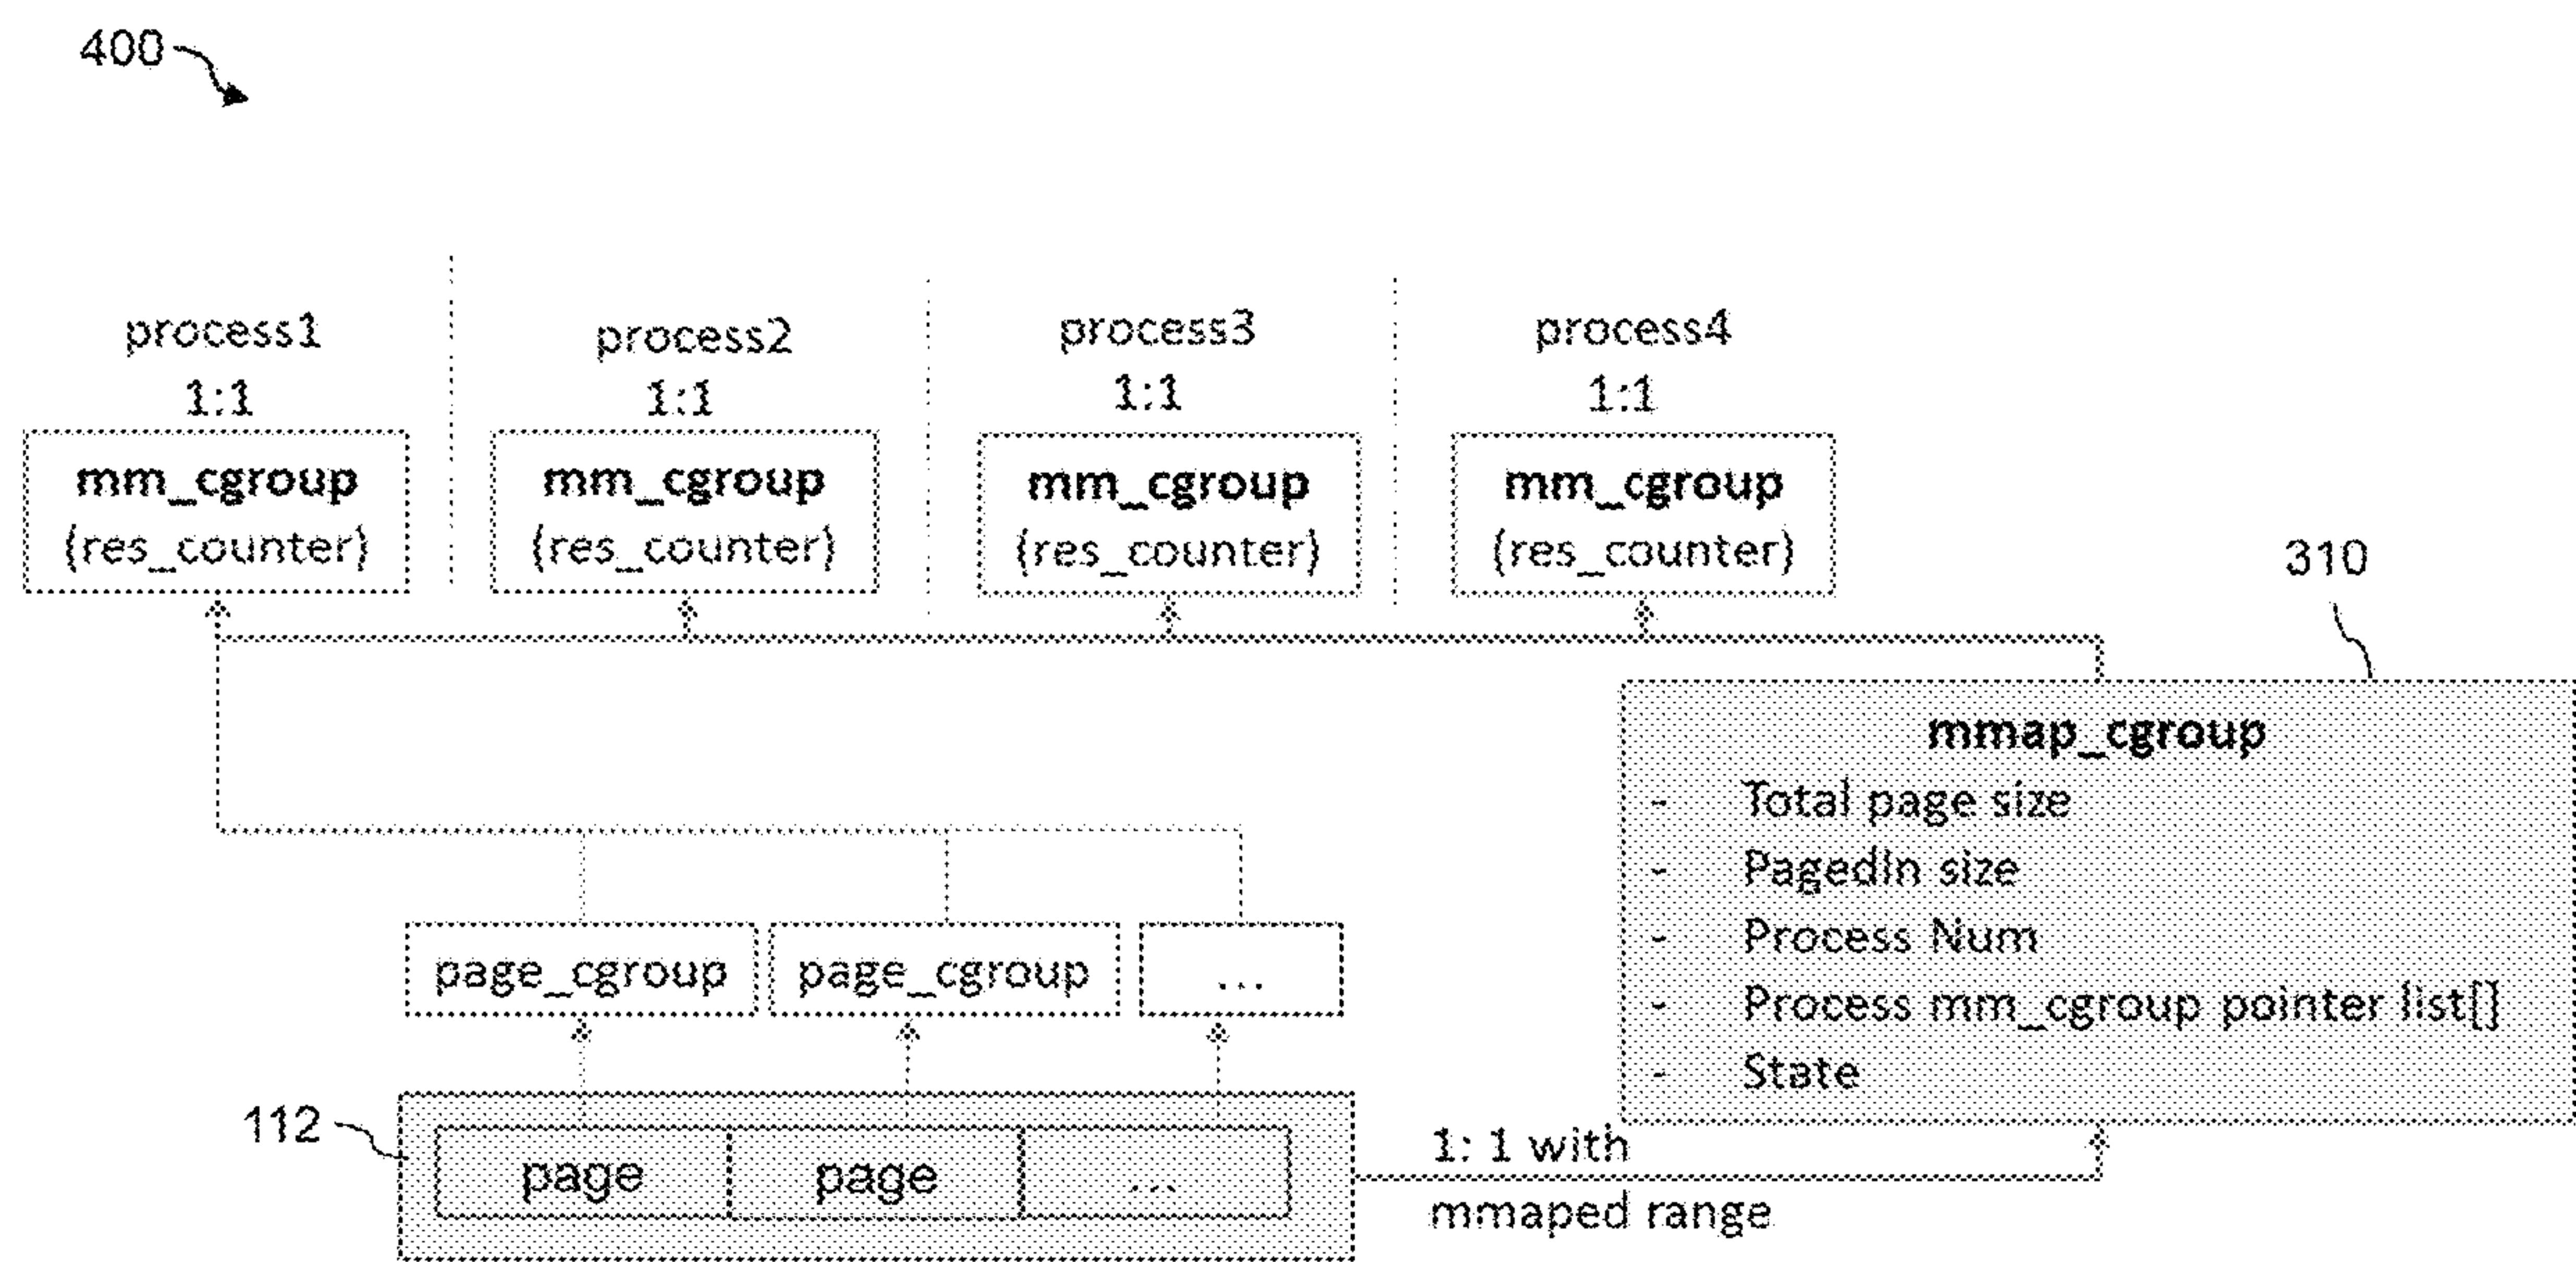 400
process1
1:1
mm_cgroup
(res_counter)
process2
1:1
mm_cgroup
(res_counter)
process3
1:1
mm_cgroup
(res_counter)
process4
1:1
mm_cgroup
(res_counter)
310
mmap_cgroup
- Total page size
- PagedIn size
- Process Num
- Process mm_cgroup pointer list[]
- State
page_cgroup
page_cgroup
...
112
page
page
...
1: 1 with
mmaped range